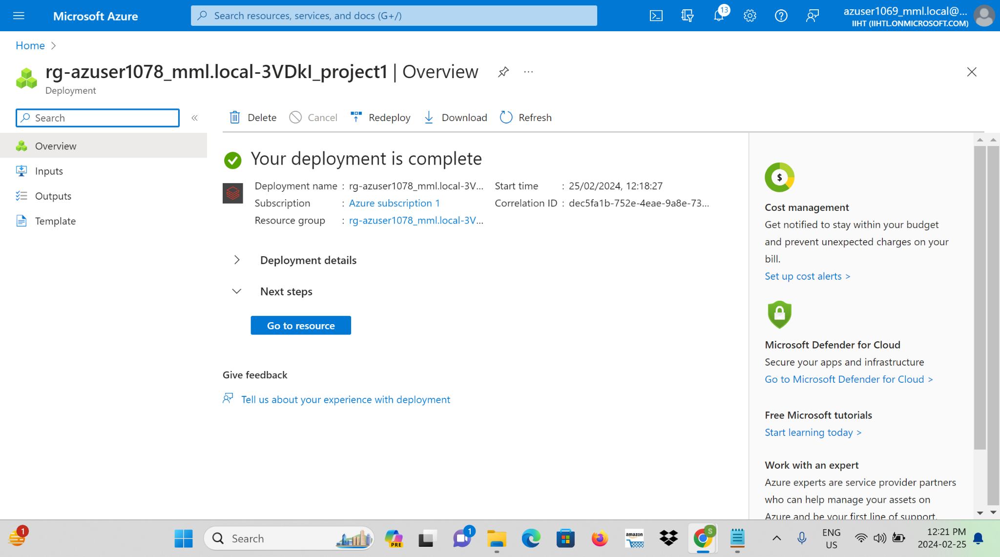 Microsoft Azure
Search resources, services, and docs (G+/)
13
azuser1069_mml.local@...
IIHT (IIHTL.ONMICROSOFT.COM)
Home
rg-azuser1078_mml.local-3VDkI_project1 | Overview
Deployment
Search
Delete
Cancel
Redeploy
Download
Refresh
Overview
Inputs
Outputs
Template
Your deployment is complete
Deployment name : rg-azuser1078_mml.local-3V...
Subscription : Azure subscription 1
Resource group : rg-azuser1078_mml.local-3V...
Start time : 25/02/2024, 12:18:27
Correlation ID : dec5fa1b-752e-4eae-9a8e-73...
Deployment details
Next steps
Go to resource
Give feedback
Tell us about your experience with deployment
$
Cost management
Get notified to stay within your budget
and prevent unexpected charges on your
bill.
Set up cost alerts >
Microsoft Defender for Cloud
Secure your apps and infrastructure
Go to Microsoft Defender for Cloud >
Free Microsoft tutorials
Start learning today >
Work with an expert
Azure experts are service provider partners
who can help manage your assets on
Azure and be your first line of support.
1
Search
PRE
1
amazon
S
ENG
US
12:21 PM
2024-02-25